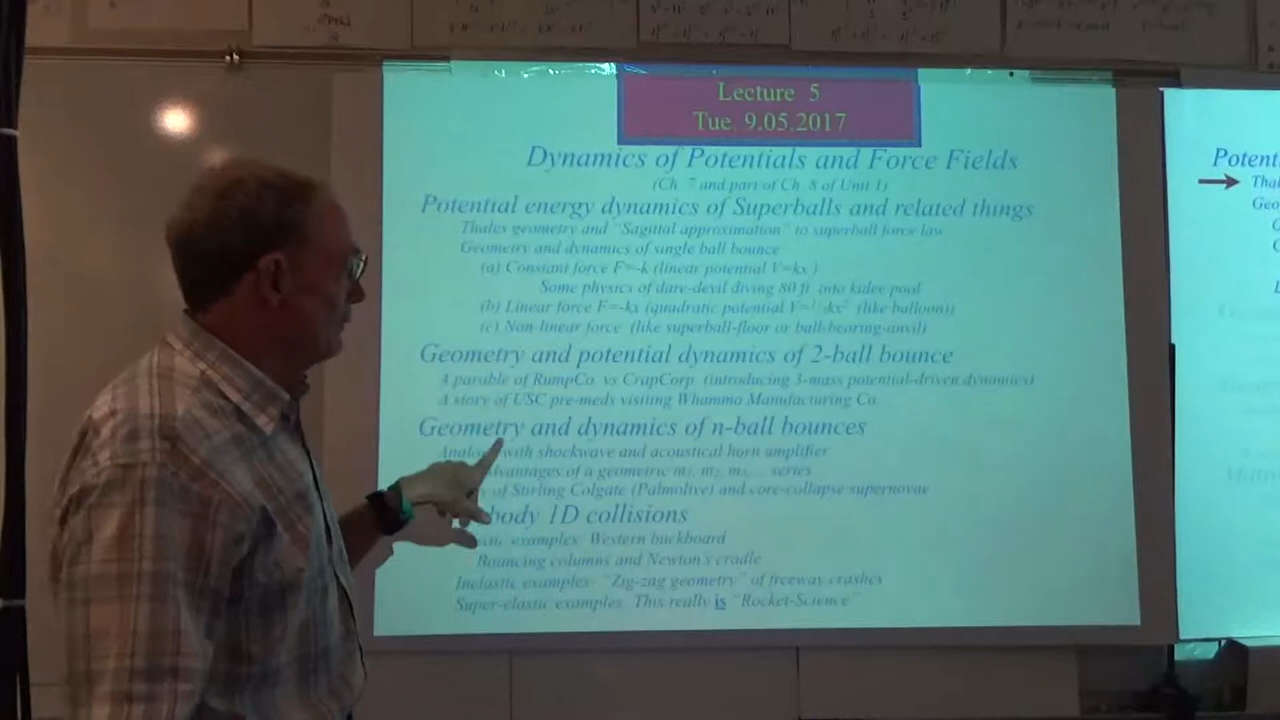 Lecture 5
Tue. 9.05.2017
Dynamics of Potentials and Force Fields
(Ch. 7 and part of Ch. 8 of Unit 1)
Potential energy dynamics of Superballs and related things
Thales geometry and "Sagittal approximation" to superball force law
Geometry and dynamics of single ball bounce
(a) Constant force F=-k (linear potential V=kx )
Some physics of dare-devil diving 80 ft. into kidee pool
(b) Linear force F=-kx (quadratic potential V=½kx² (like balloon))
(c) Non-linear force (like superball-floor or ball-bearing-anvil)
Geometry and potential dynamics of 2-ball bounce
A parable of RumpCo. vs CrapCorp. (introducing 3-mass potential-driven dynamics)
A story of USC pre-meds visiting Whammo Manufacturing Co.
Geometry and dynamics of n-ball bounces
with shockwave and acoustical horn amplifier
of a geometric m₁, m₂, m₃,... series
of Stirling Colgate (Palmolive) and core-collapse supernovae
body 1D collisions
examples: Western buckboard
Bouncing columns and Newton's cradle
Inelastic examples: "Zig-zag geometry" of freeway crashes
Super-elastic examples: This really is "Rocket-Science"